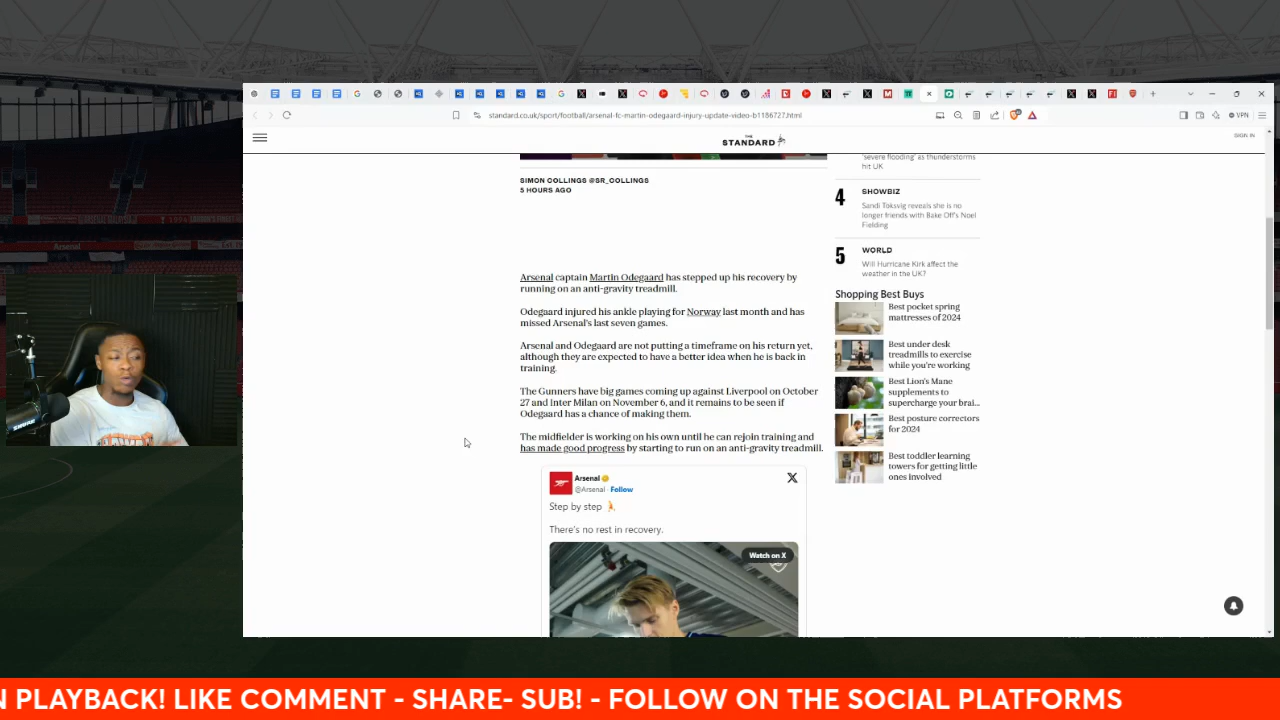 standard.co.uk/sport/football/arsenal-fc-martin-odegaard-injury-update-video-b1186727.html
VPN
THE
STANDARD
SIGN IN
SIMON COLLINGS @SR_COLLINGS
5 HOURS AGO
Arsenal captain Martin Odegaard has stepped up his recovery by
running on an anti-gravity treadmill.
Odegaard injured his ankle playing for Norway last month and has
missed Arsenal's last seven games.
Arsenal and Odegaard are not putting a timeframe on his return yet,
although they are expected to have a better idea when he is back in
training.
The Gunners have big games coming up against Liverpool on October
27 and Inter Milan on November 6, and it remains to be seen if
Odegaard has a chance of making them.
The midfielder is working on his own until he can rejoin training and
has made good progress by starting to run on an anti-gravity treadmill.
Arsenal
@Arsenal · Follow
Step by step
There's no rest in recovery.
Watch on X
'severe flooding' as thunderstorms
hit UK
4
SHOWBIZ
Sandi Toksvig reveals she is no
longer friends with Bake Off's Noel
Fielding
5
WORLD
Will Hurricane Kirk affect the
weather in the UK?
Shopping Best Buys
Best pocket spring
mattresses of 2024
Best under desk
treadmills to exercise
while you're working
Best Lion's Mane
supplements to
supercharge your brai...
Best posture correctors
for 2024
Best toddler learning
towers for getting little
ones involved
Arsenal
SHURE
N PLAYBACK! LIKE COMMENT - SHARE- SUB! - FOLLOW ON THE SOCIAL PLATFORMS